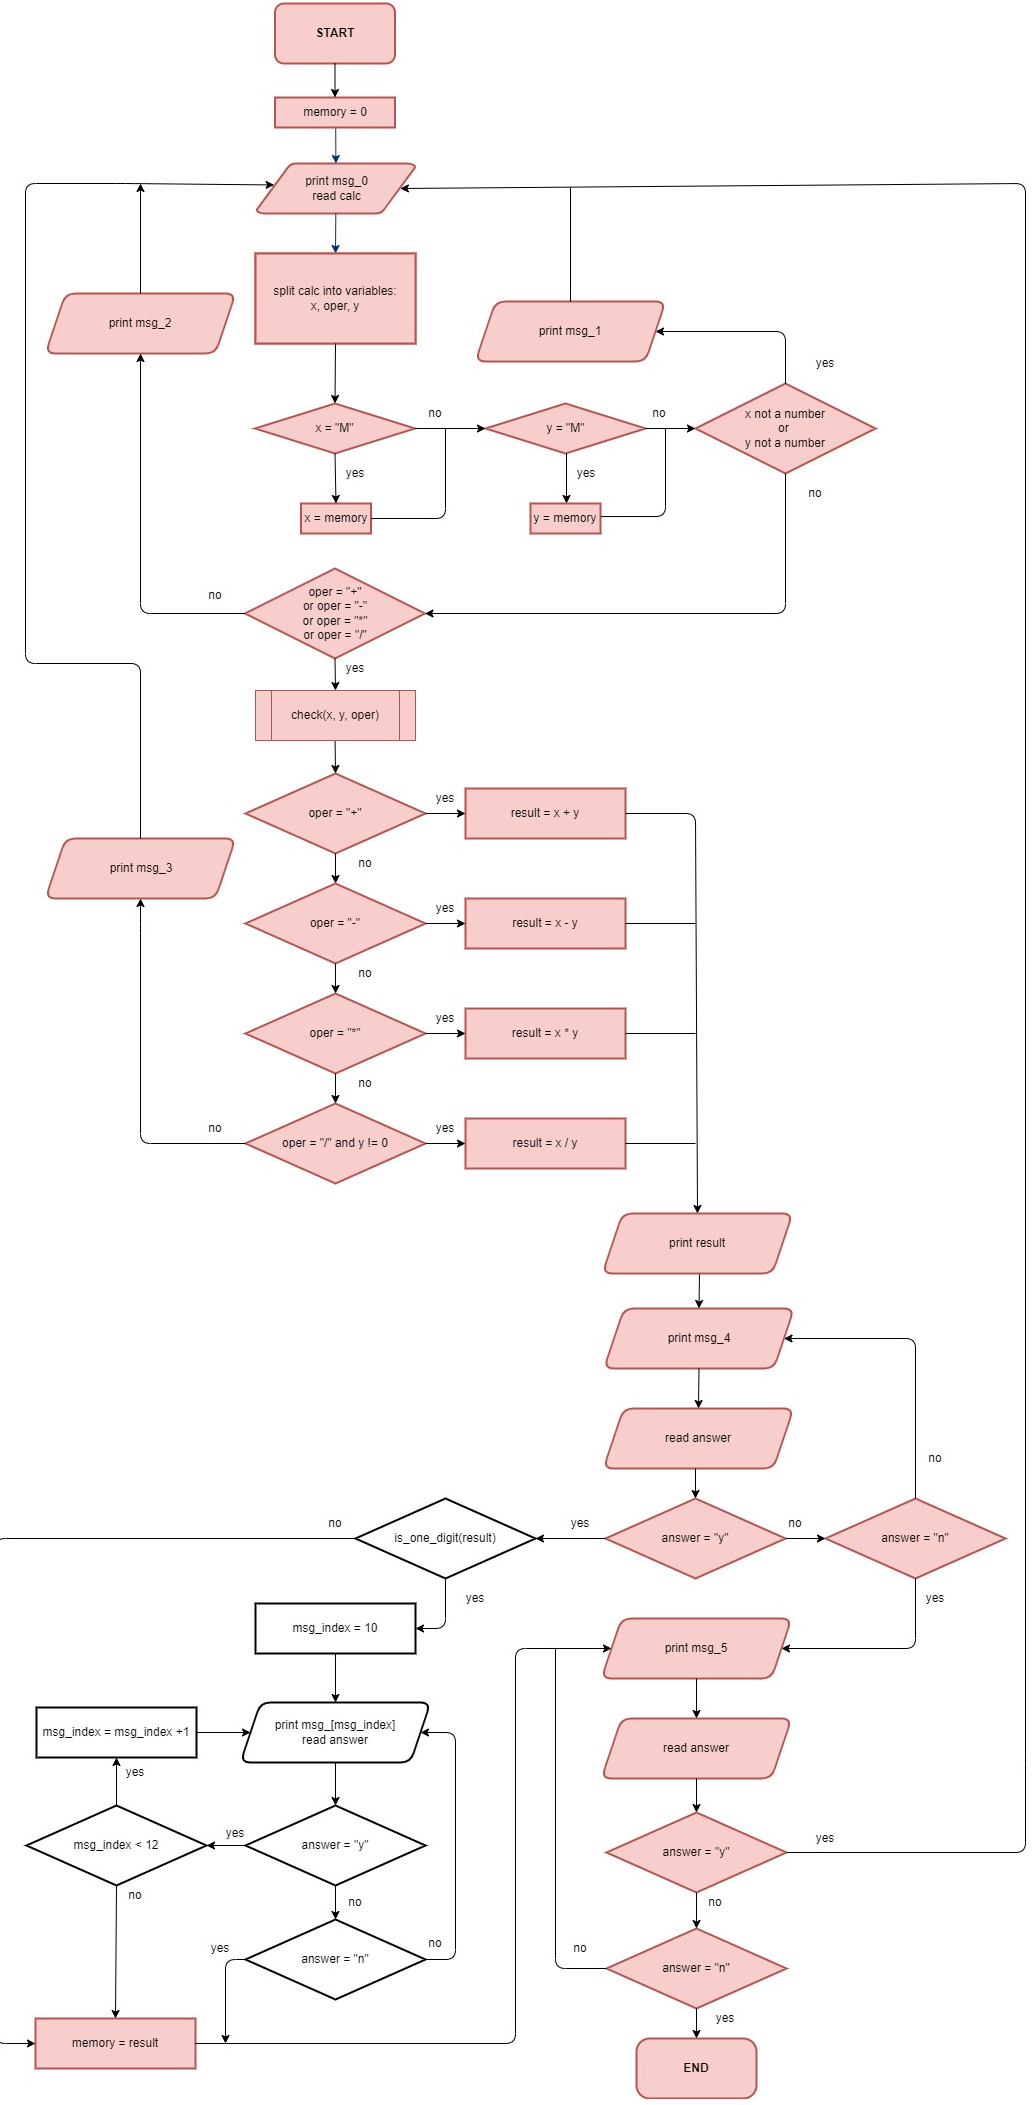 START
memory = 0
print msg_0
read calc
split calc into variables:
x, oper, y
print msg_2
print msg_1
yes
x = "M"
no
y = "M"
no
x not a number
or
y not a number
yes
yes
no
x = memory
y = memory
no
oper = "+"
or oper = "-"
or oper = "*"
or oper = "/"
yes
check(x, y, oper)
oper = "+"
yes
result = x + y
no
print msg_3
oper = "-"
yes
result = x - y
no
oper = "*"
yes
result = x * y
no
no
oper = "/" and y != 0
yes
result = x / y
print result
print msg_4
read answer
no
no
is_one_digit(result)
yes
answer = "y"
no
answer = "n"
yes
yes
msg_index = 10
print msg_5
msg_index = msg_index +1
print msg_[msg_index]
read answer
read answer
yes
msg_index < 12
yes
answer = "y"
answer = "y"
yes
no
no
no
yes
answer = "n"
no
no
answer = "n"
yes
memory = result
END